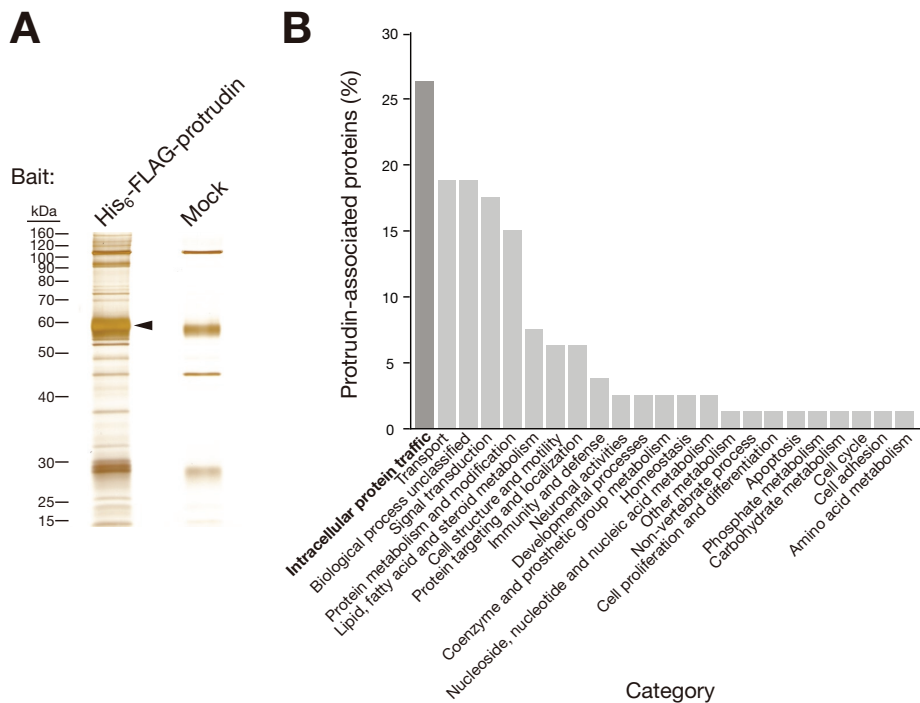 A
Bait:
His6-FLAG-protrudin
Mock
kDa
160
120
100
90
80
70
60
50
40
30
25
15
B
Protrudin-associated proteins (%)
30
25
20
15
10
5
0
Intracellular protein traffic
Transport
Biological process unclassified
Signal transduction
Protein metabolism and modification
Lipid, fatty acid and steroid metabolism
Cell structure and motility
Protein targeting and localization
Immunity and defense
Neuronal activities
Developmental processes
Coenzyme and prosthetic group metabolism
Homeostasis
Nucleoside, nucleotide and nucleic acid metabolism
Other metabolism
Non-vertebrate process
Cell proliferation and differentiation
Apoptosis
Phosphate metabolism
Carbohydrate metabolism
Cell cycle
Cell adhesion
Amino acid metabolism
Category